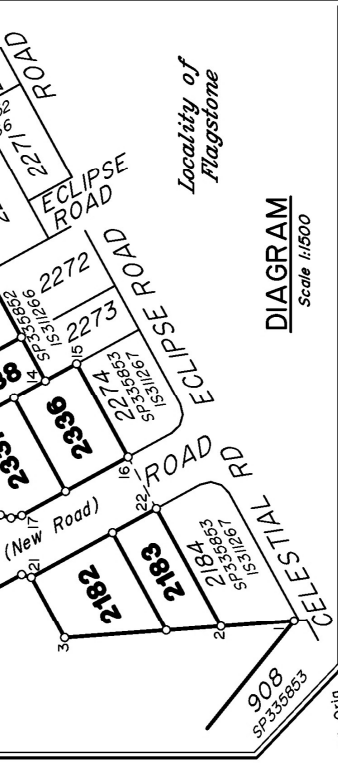 ROAD
2271
ECLIPSE
ROAD
Locality of
Flagstone
SP335852
IS311266
2272
2273
ECLIPSE ROAD
DIAGRAM
Scale 1:1500
14
15
2336
2274
SP335853
IS311267
16
17
(New Road)
ROAD
22
21
2182
2183
2184
SP335853
IS311267
CELESTIAL RD
3
2
1
908
SP335853